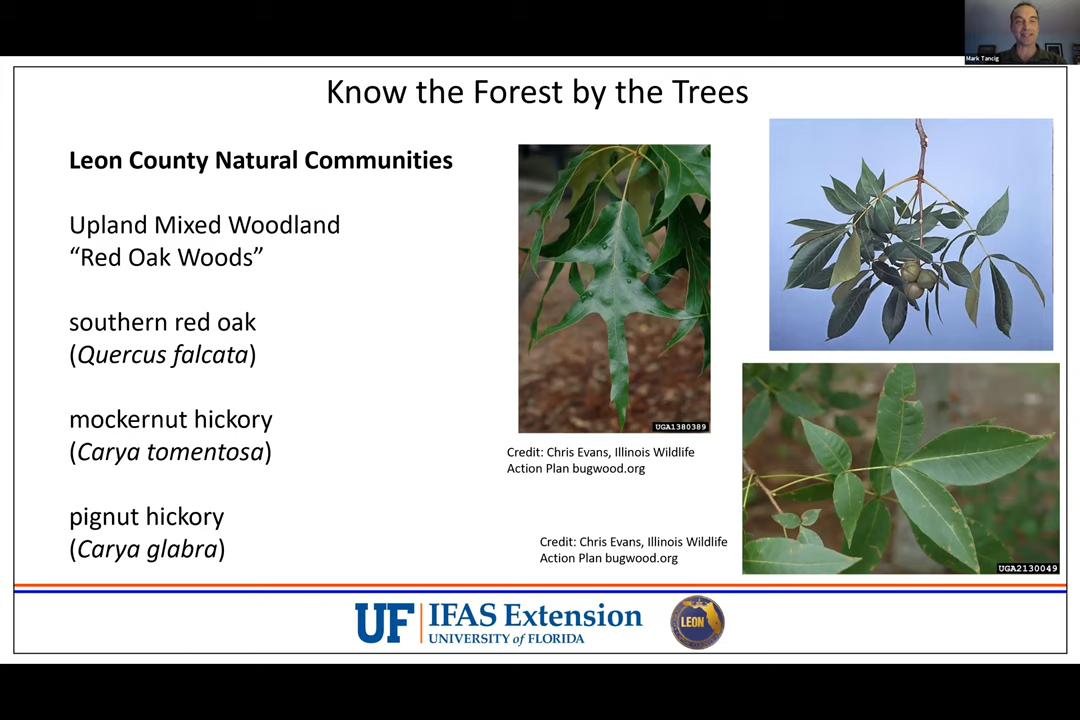 Mark Tancig
Know the Forest by the Trees
Leon County Natural Communities
Upland Mixed Woodland
“Red Oak Woods”
southern red oak
(Quercus falcata)
mockernut hickory
(Carya tomentosa)
pignut hickory
(Carya glabra)
UGA1380389
Credit: Chris Evans, Illinois Wildlife
Action Plan bugwood.org
Credit: Chris Evans, Illinois Wildlife
Action Plan bugwood.org
UGA2130049
UF IFAS Extension
UNIVERSITY of FLORIDA
LEON